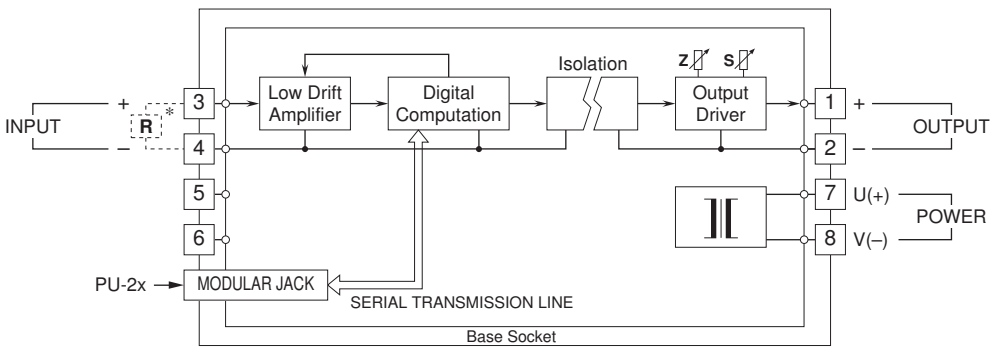 Isolation
Z
S
3
Low Drift
Amplifier
Digital
Computation
Output
Driver
1
+
+
INPUT
R
*
–
4
OUTPUT
2
–
5
7
U(+)
POWER
6
8
V(–)
PU-2x
MODULAR JACK
SERIAL TRANSMISSION LINE
Base Socket